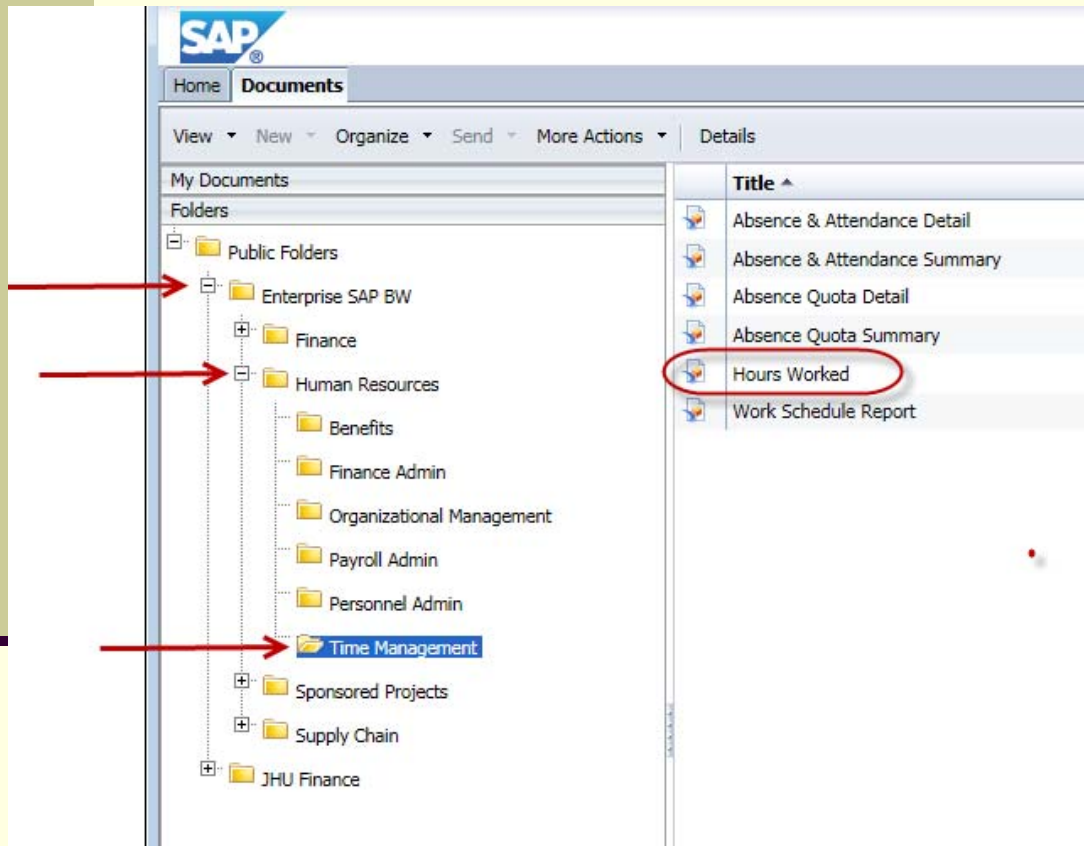 SAP®
Home Documents
View New Organize Send More Actions Details
My Documents
Folders
Public Folders
Enterprise SAP BW
Finance
Human Resources
Benefits
Finance Admin
Organizational Management
Payroll Admin
Personnel Admin
Time Management
Sponsored Projects
Supply Chain
JHU Finance
Title
Absence & Attendance Detail
Absence & Attendance Summary
Absence Quota Detail
Absence Quota Summary
Hours Worked
Work Schedule Report